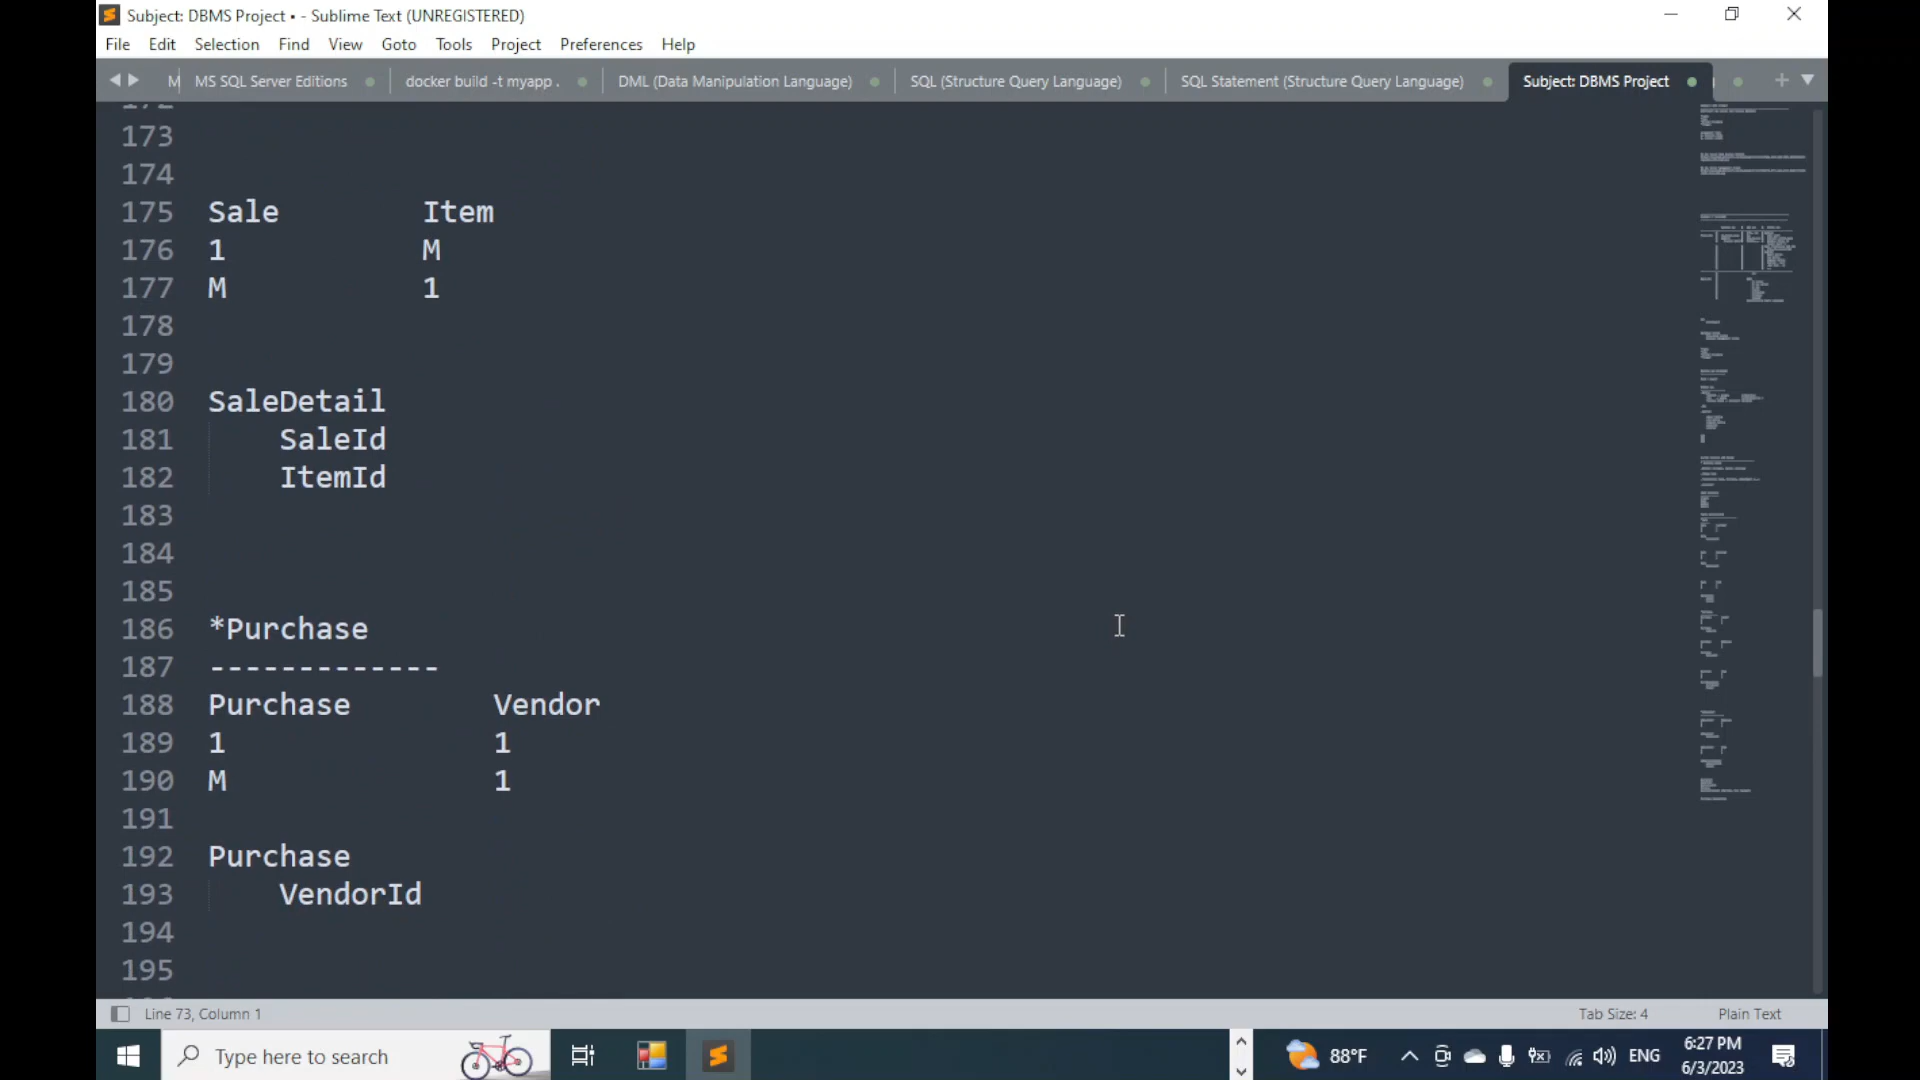 Subject: DBMS Project • - Sublime Text (UNREGISTERED)
File Edit Selection Find View Goto Tools Project Preferences Help
M MS SQL Server Editions docker build -t myapp . DML (Data Manipulation Language) SQL (Structure Query Language) SQL Statement (Structure Query Language) Subject: DBMS Project
172
173
174
175 Sale Item
176 1 M
177 M 1
178
179
180 SaleDetail
181 SaleId
182 ItemId
183
184
185
186 *Purchase
187 -------------
188 Purchase Vendor
189 1 1
190 M 1
191
192 Purchase
193 VendorId
194
195
Line 73, Column 1 Tab Size: 4 Plain Text
Type here to search 88°F ENG 6:27 PM
6/3/2023